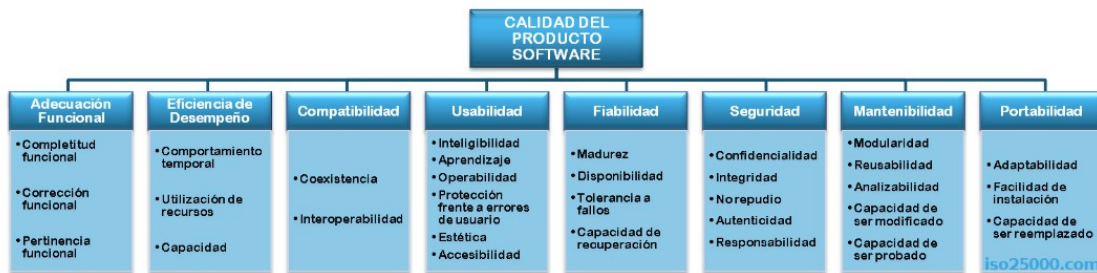 CALIDAD DEL
PRODUCTO
SOFTWARE
Adecuación
Funcional
• Completitud
funcional
• Corrección
funcional
• Pertinencia
funcional
Eficiencia de
Desempeño
• Comportamiento
temporal
• Utilización de
recursos
• Capacidad
Compatibilidad
• Coexistencia
• Interoperabilidad
Usabilidad
• Inteligibilidad
• Aprendizaje
• Operabilidad
• Protección
frente a errores
de usuario
• Estética
• Accesibilidad
Fiabilidad
• Madurez
• Disponibilidad
• Tolerancia a
fallos
• Capacidad de
recuperación
Seguridad
• Confidencialidad
• Integridad
• No repudio
• Autenticidad
• Responsabilidad
Mantenibilidad
• Modularidad
• Reusabilidad
• Analizabilidad
• Capacidad de
ser modificado
• Capacidad de
ser probado
Portabilidad
• Adaptabilidad
• Facilidad de
instalación
• Capacidad de
ser reemplazado
iso25000.com